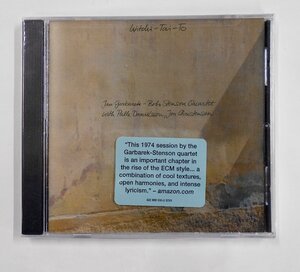 Witchi-Tai-To
Jan Garbarek - Bobo Stenson Quartet
with Palle Danielsson, Jon Christensen
"This 1974 session by the
Garbarek-Stenson quartet
is an important chapter in
the rise of the ECM style... a
combination of cool textures,
open harmonies, and intense
lyricism." – amazon.com